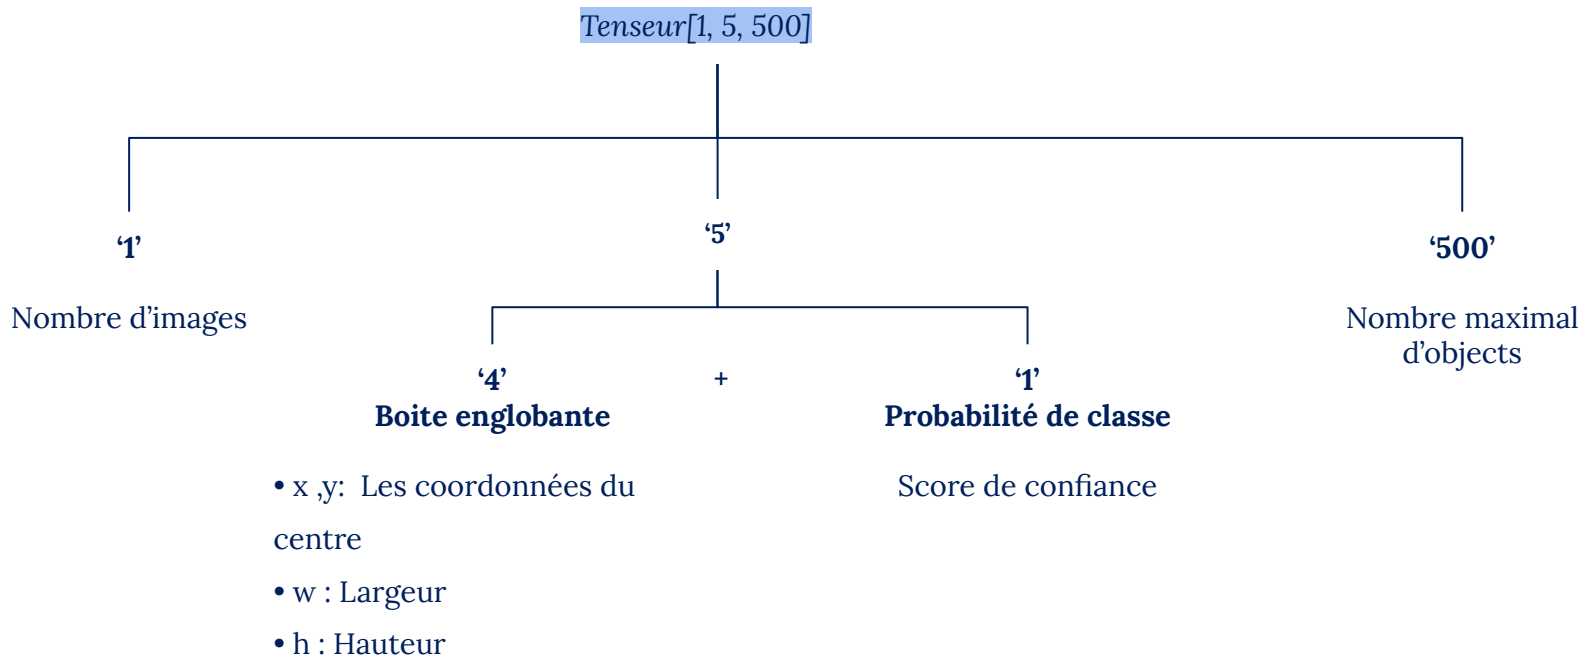 Tenseur[1, 5, 500]
‘1’
‘5’
‘500’
Nombre d’images
Nombre maximal
d’objects
‘4’
+
‘1’
Boite englobante
Probabilité de classe
• x ,y: Les coordonnées du
centre
• w : Largeur
• h : Hauteur
Score de confiance